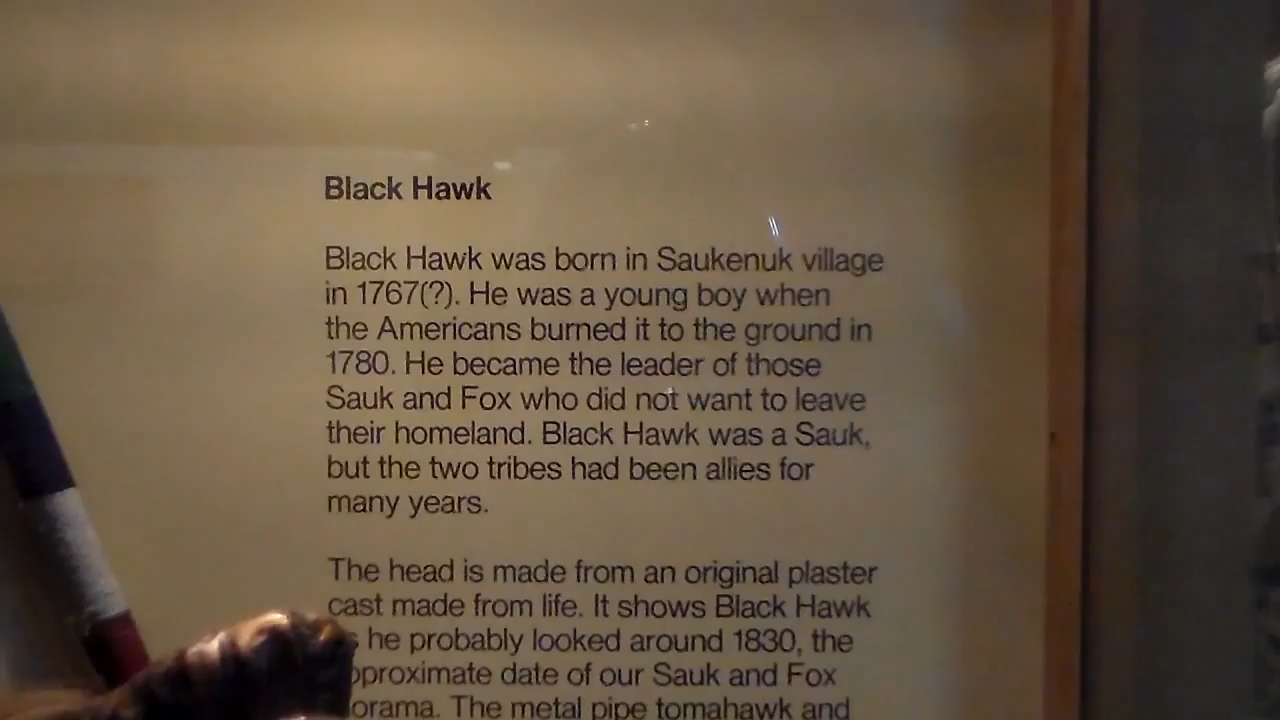 Black Hawk
Black Hawk was born in Saukenuk village
in 1767(?). He was a young boy when
the Americans burned it to the ground in
1780. He became the leader of those
Sauk and Fox who did not want to leave
their homeland. Black Hawk was a Sauk,
but the two tribes had been allies for
many years.
The head is made from an original plaster
cast made from life. It shows Black Hawk
he probably looked around 1830, the
date of our Sauk and Fox
The metal pipe tomahawk and